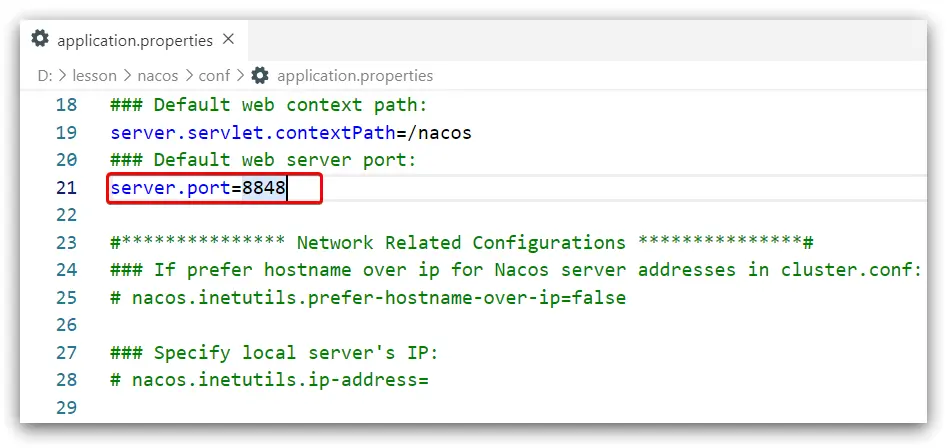 application.properties ×
D: > lesson > nacos > conf > application.properties
18 ### Default web context path:
19 server.servlet.contextPath=/nacos
20 ### Default web server port:
21 server.port=8848
22
23 #*************** Network Related Configurations ***************#
24 ### If prefer hostname over ip for Nacos server addresses in cluster.conf:
25 # nacos.inetutils.prefer-hostname-over-ip=false
26
27 ### Specify local server's IP:
28 # nacos.inetutils.ip-address=
29